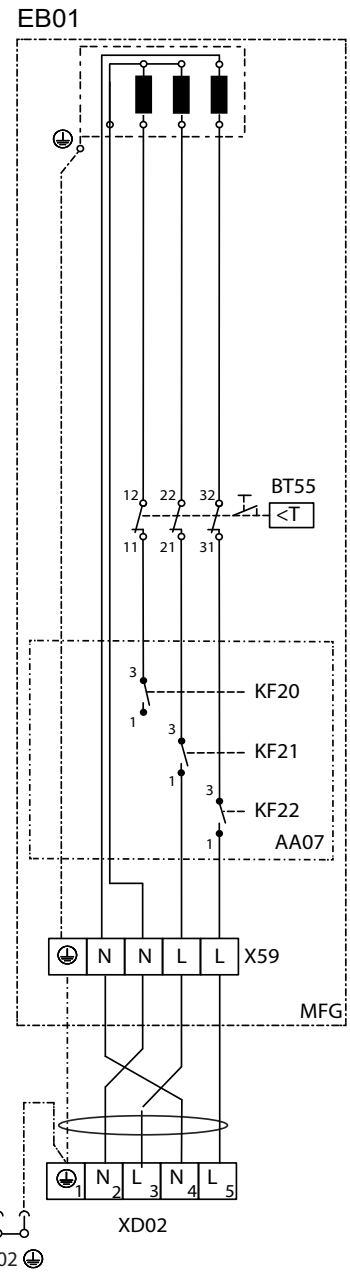 EB01
12 22 32 BT55
<T
11 21 31
3 KF20
1
3 KF21
1
3 KF22
1 AA07
N N L L X59
MFG
1 N 2 L 3 N 4 L 5
XD02
02